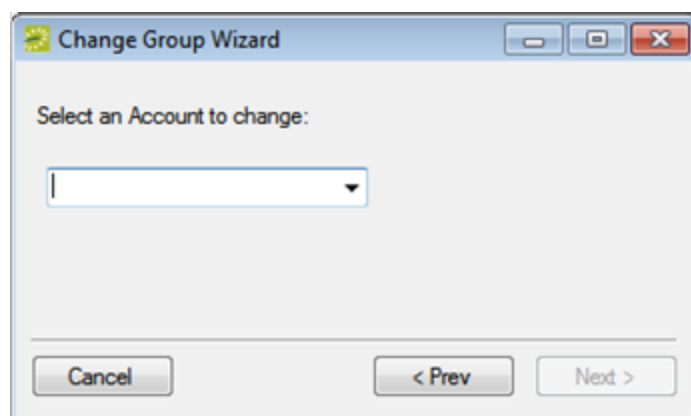 Change Group Wizard
Select an Account to change:
Cancel
< Prev
Next >